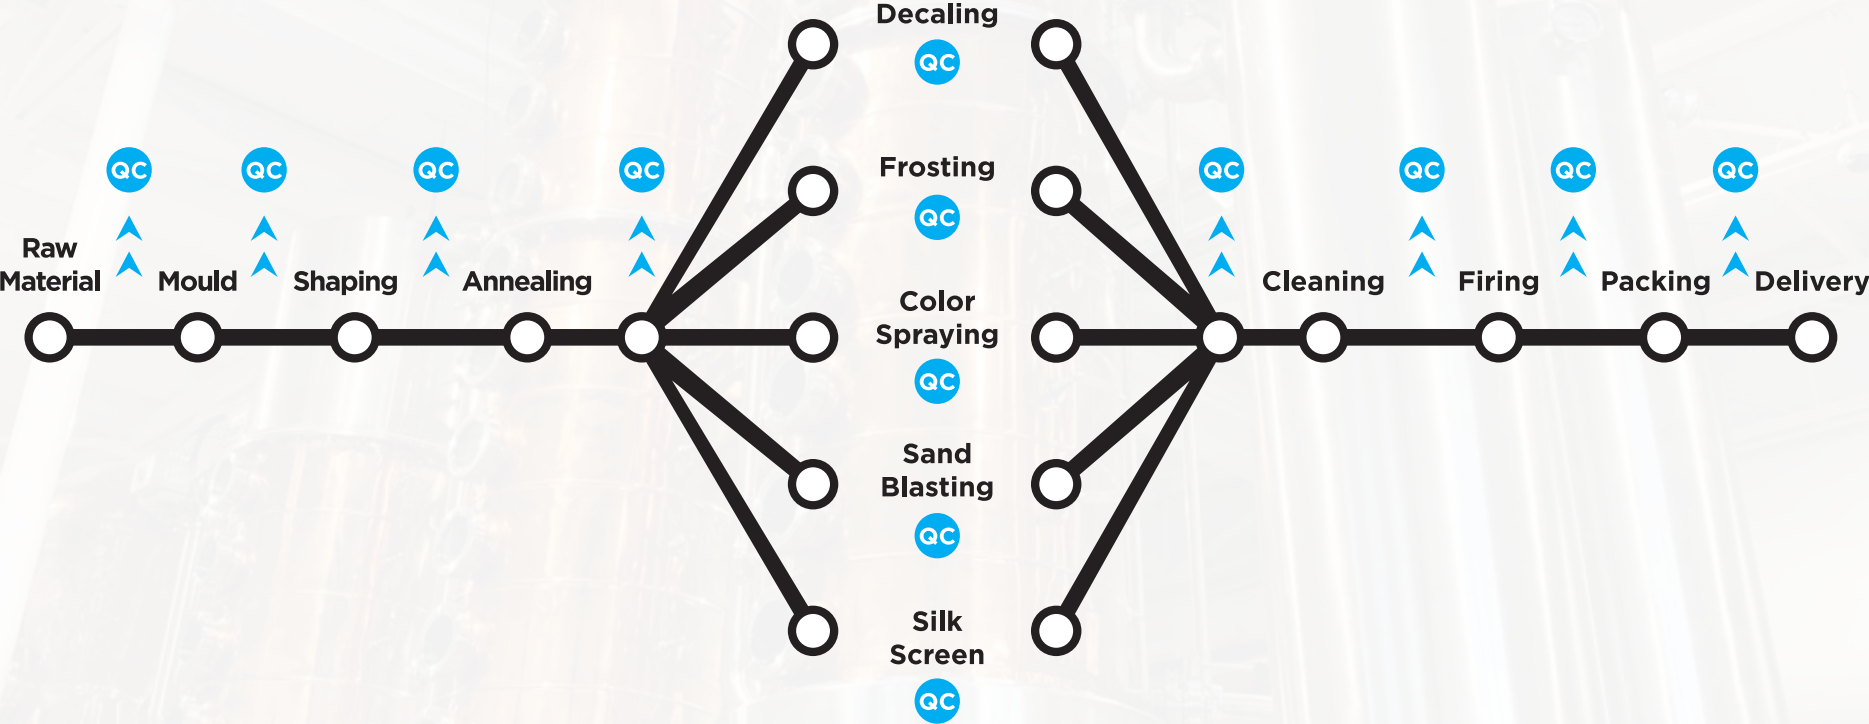 Decaling
QC
Frosting
QC
Color
Spraying
QC
Sand
Blasting
QC
Silk
Screen
QC
QC
QC
QC
QC
Raw
Material
Mould
Shaping
Annealing
QC
QC
QC
QC
Cleaning
Firing
Packing
Delivery